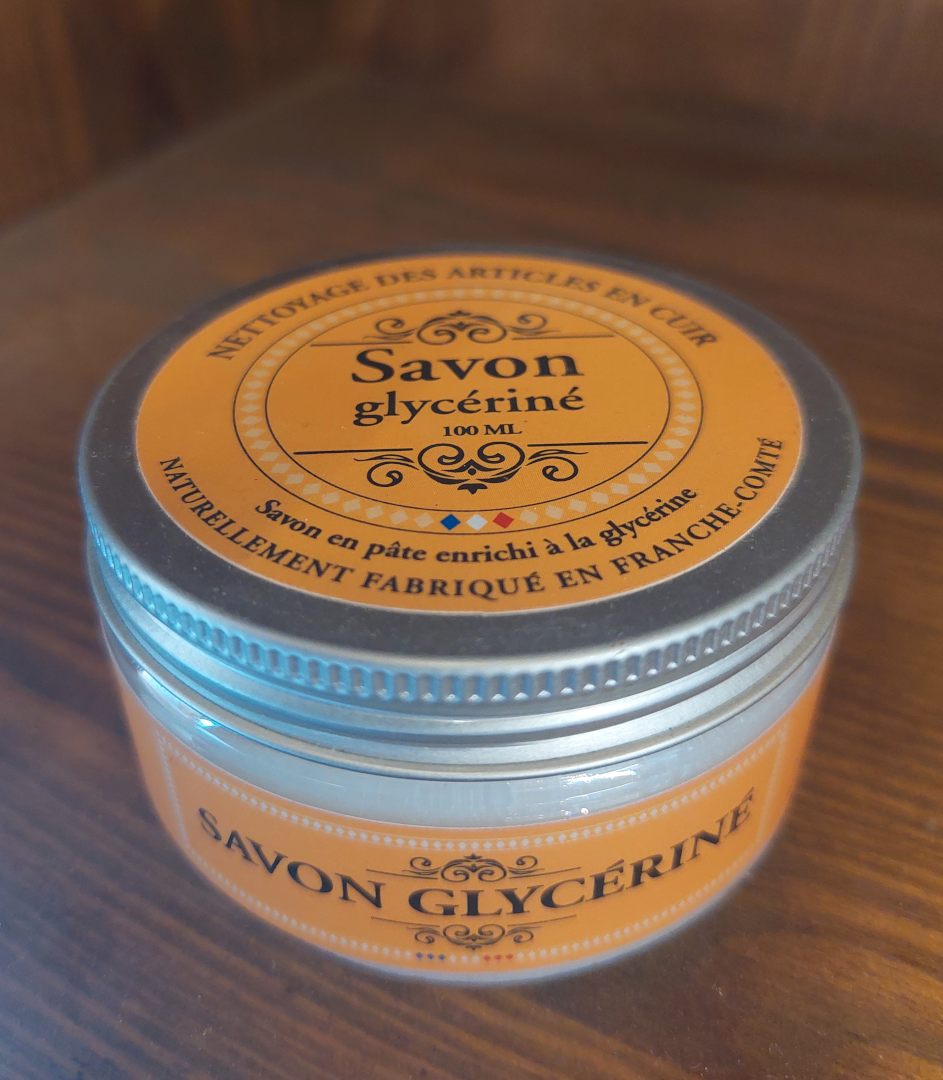 NETTOYAGE DES ARTICLES EN CUIR
Savon
glycériné
100 ML
Savon en pâte enrichi à la glycérine
NATURELLEMENT FABRIQUÉ EN FRANCHE-COMTÉ
SAVON GLYCÉRINÉ